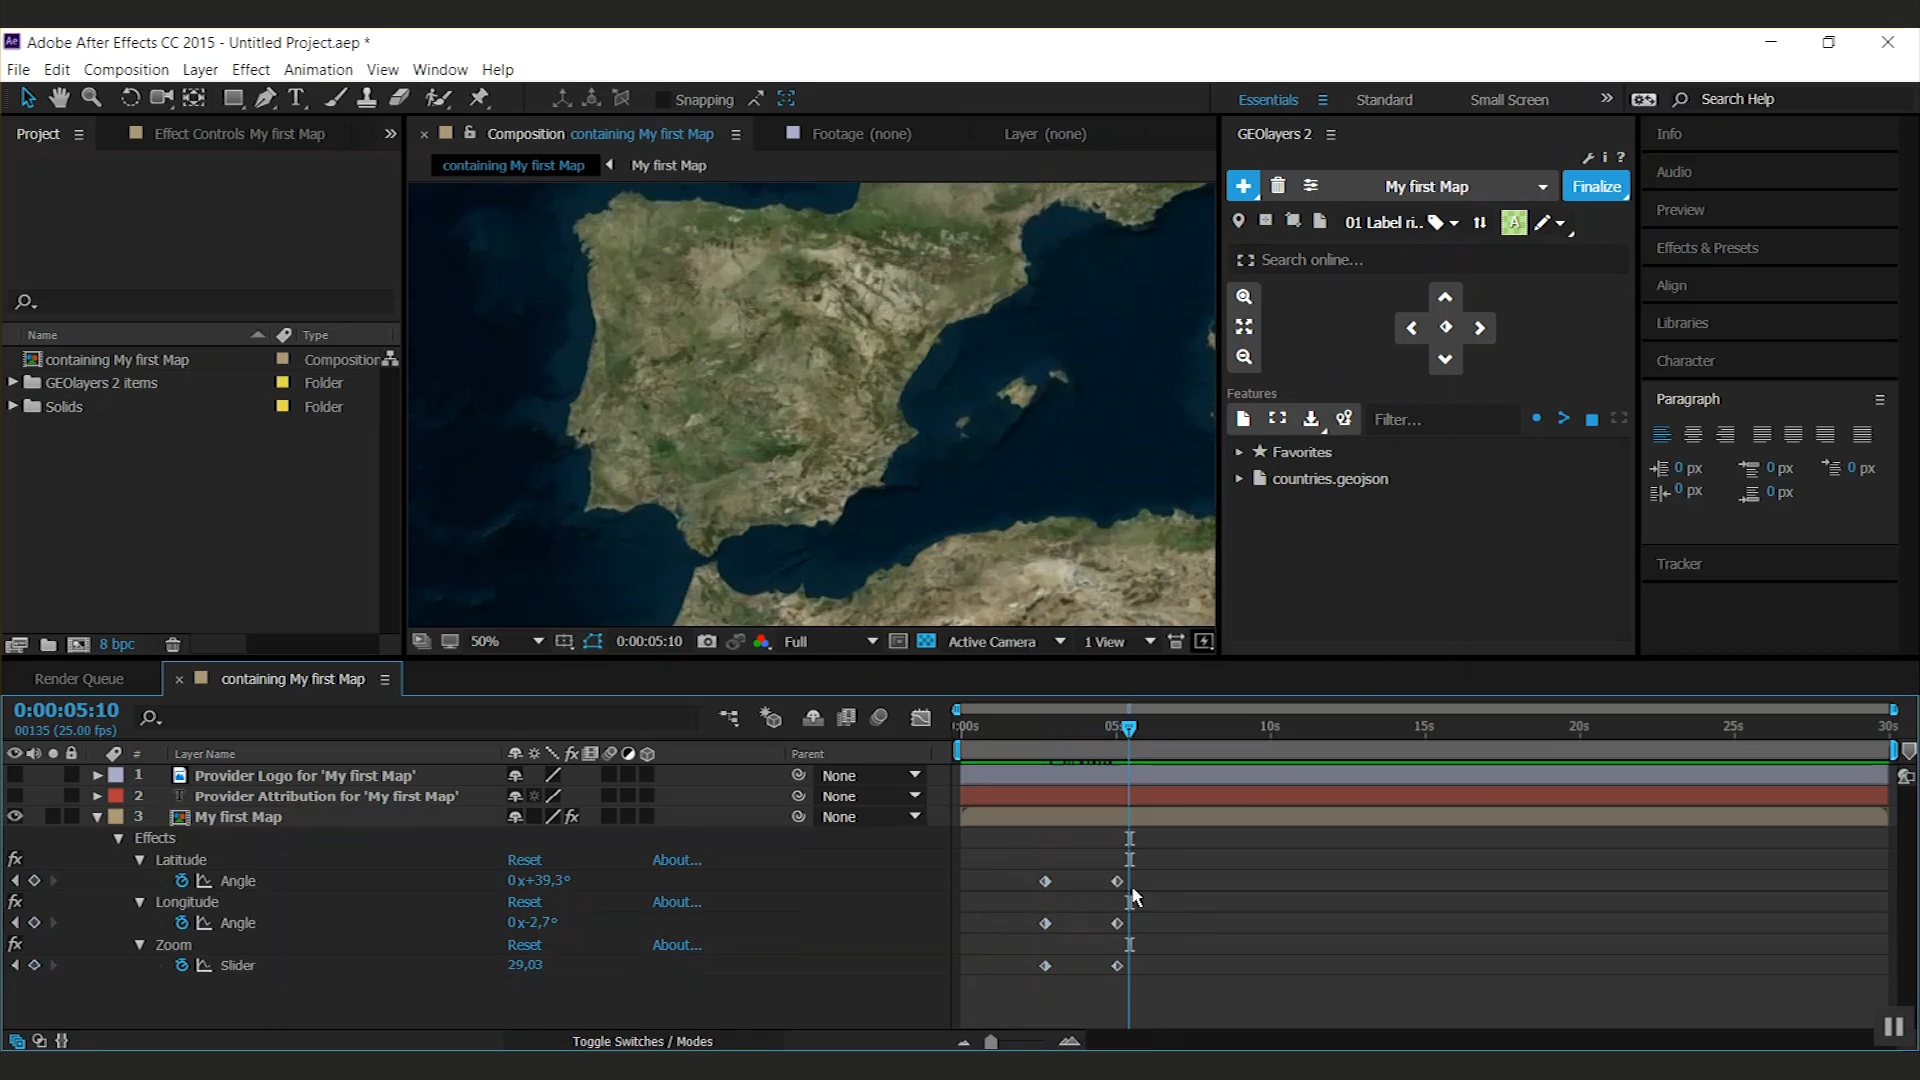 Adobe After Effects CC 2015 - Untitled Project.aep *
File Edit Composition Layer Effect Animation View Window Help
Snapping Essentials Standard Small Screen Search Help
Project Effect Controls My first Map Composition containing My first Map Footage (none) Layer (none) GEOlayers 2 Info
containing My first Map My first Map
Audio
My first Map Finalize
Preview
01 Label ri.. A
Effects & Presets
Search online...
Align
Libraries
Name Type
containing My first Map Composition
Character
GEOlayers 2 items Folder
Features
Paragraph
Solids Folder
Filter...
Favorites
0 px 0 px 0 px
countries.geojson
0 px 0 px
Tracker
8 bpc 50% 0:00:05:10 Full Active Camera 1 View
Render Queue containing My first Map
0:00:05:10
00135 (25.00 fps)
:00s 05 10s 15s 20s 25s 30s
# Layer Name fx Parent
1 Provider Logo for 'My first Map' None
2 T Provider Attribution for 'My first Map' None
3 My first Map fx None
Effects
fx Latitude Reset About...
Angle 0x+39,3°
fx Longitude Reset About...
Angle 0x-2,7°
fx Zoom Reset About...
Slider 29,03
Toggle Switches / Modes